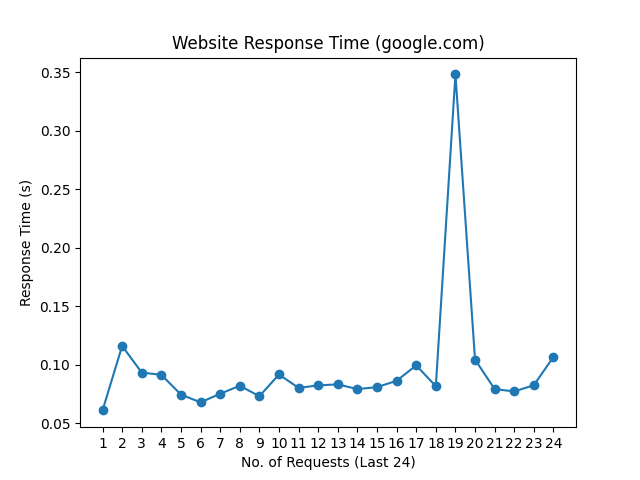 Website Response Time (google.com)
0.35
0.30
0.25
0.20
0.15
0.10
0.05
Response Time (s)
1 2 3 4 5 6 7 8 9 10 11 12 13 14 15 16 17 18 19 20 21 22 23 24
No. of Requests (Last 24)